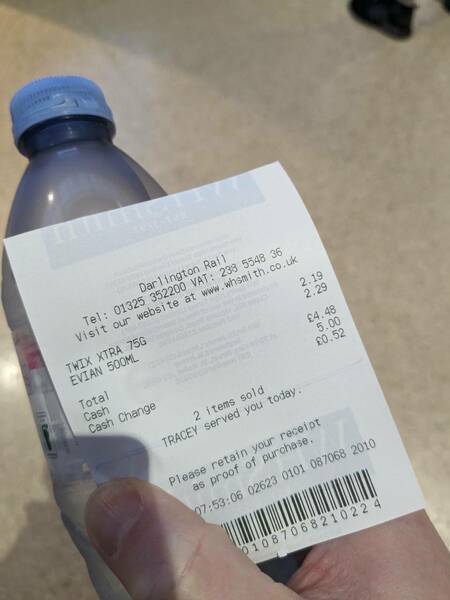 Darlington Rail
Tel: 01325 352200 VAT: 238 5548 36
Visit our website at www.whsmith.co.uk
TWIX XTRA 75G 2.19
EVIAN 500ML 2.29
Total £4.48
Cash 5.00
Cash Change £0.52
2 items sold
TRACEY served you today.
Please retain your receipt
as proof of purchase.
07:53:06 02623 0101 087068 2010
0108706821022 4